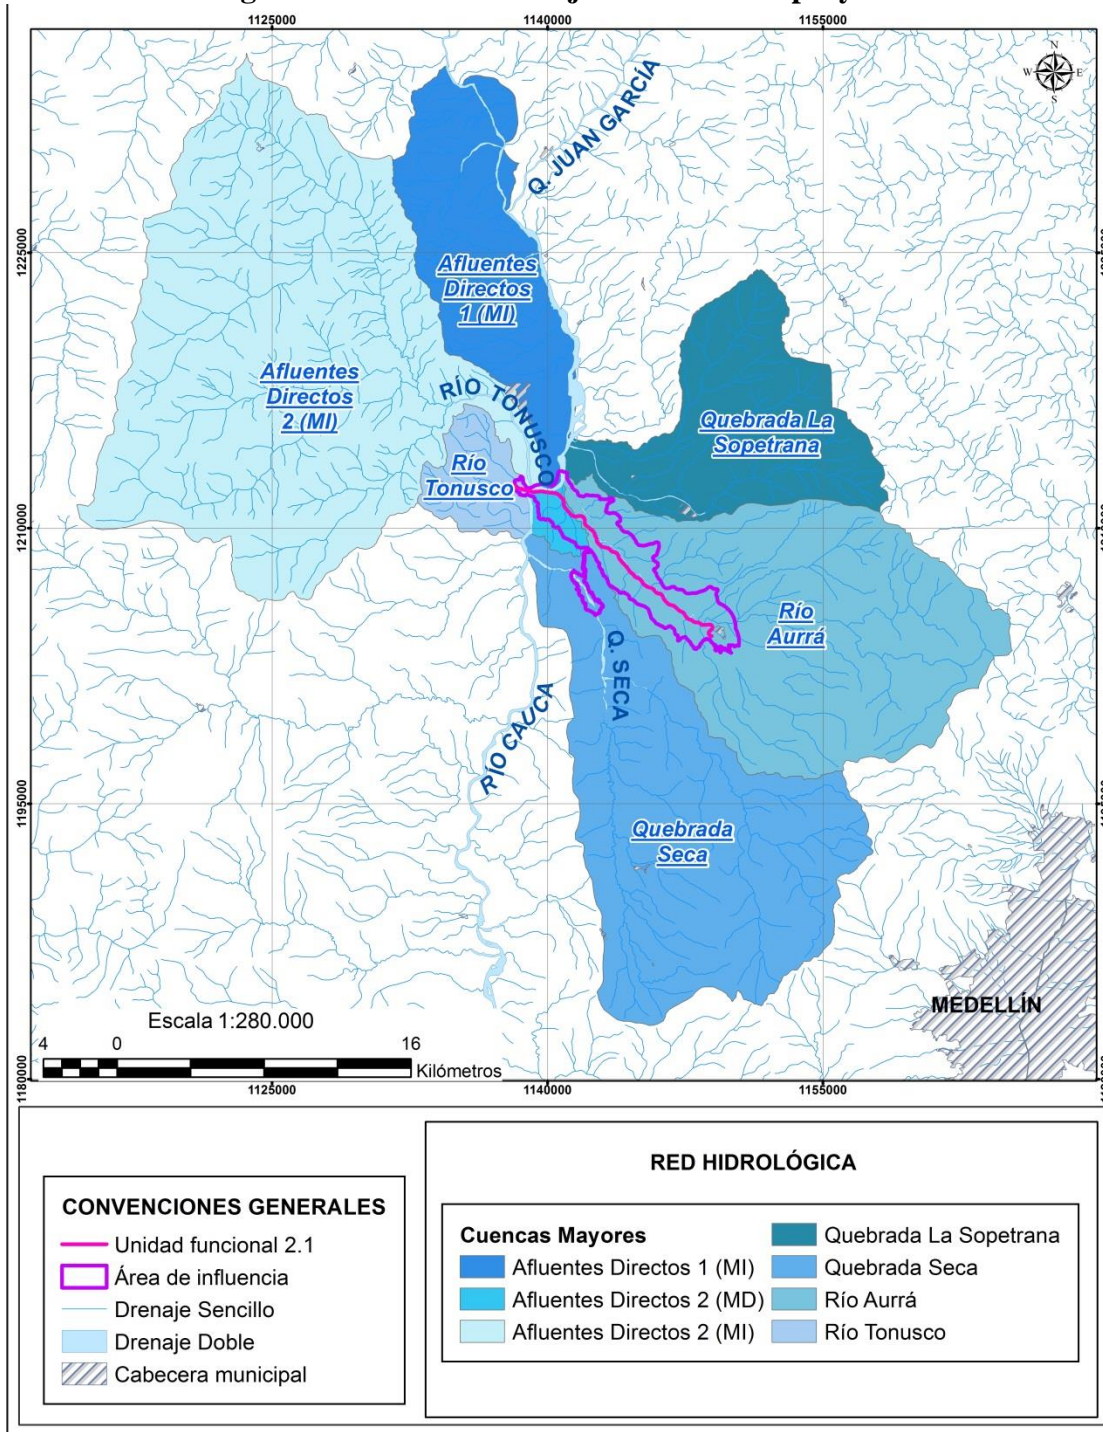 1125000 1140000 1155000
N
W E
S
Q. JUAN GARCÍA
1225000
Afluentes
Directos
1 (MI)
Afluentes
Directos
2 (MI)
RÍO TONUSCO
Quebrada La
Sopetrana
Río
Tonusco
1210000
Río
Aurrá
Q. SECA
RÍO CAUCA
1195000
Quebrada
Seca
MEDELLÍN
Escala 1:280.000
4 0 16
Kilómetros
1180000
1125000 1140000 1155000
RED HIDROLÓGICA
CONVENCIONES GENERALES
Unidad funcional 2.1
Área de influencia
Drenaje Sencillo
Drenaje Doble
Cabecera municipal
Cuencas Mayores
Afluentes Directos 1 (MI)
Afluentes Directos 2 (MD)
Afluentes Directos 2 (MI)
Quebrada La Sopetrana
Quebrada Seca
Río Aurrá
Río Tonusco